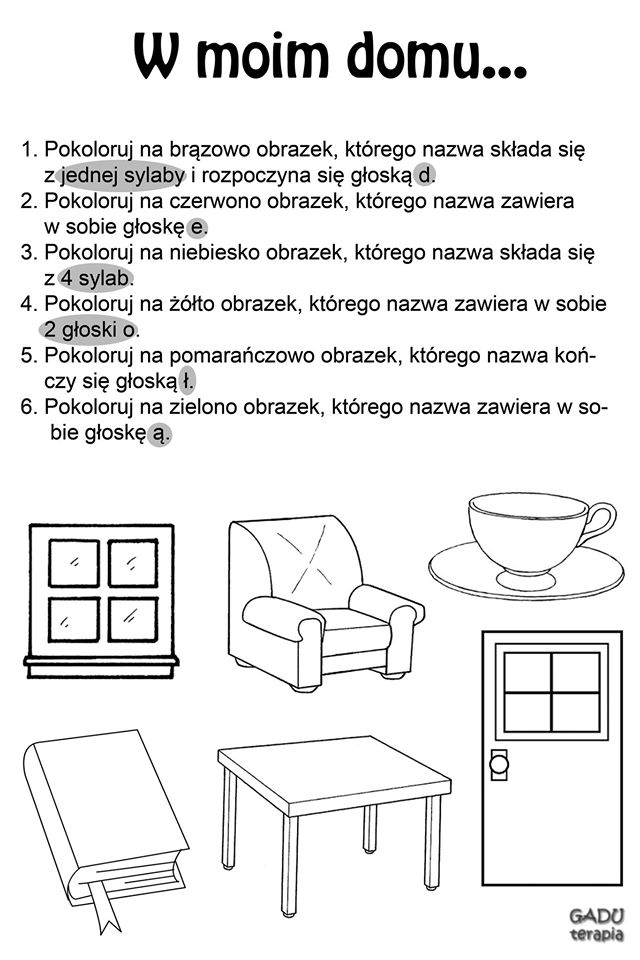 W moim domu...
1. Pokoloruj na brązowo obrazek, którego nazwa składa się
z jednej sylaby i rozpoczyna się głoską d.
2. Pokoloruj na czerwono obrazek, którego nazwa zawiera
w sobie głoskę e.
3. Pokoloruj na niebiesko obrazek, którego nazwa składa się
z 4 sylab.
4. Pokoloruj na żółto obrazek, którego nazwa zawiera w sobie
2 głoski o.
5. Pokoloruj na pomarańczowo obrazek, którego nazwa koń-
czy się głoską ł.
6. Pokoloruj na zielono obrazek, którego nazwa zawiera w so-
bie głoskę ą.
GADU
terapia